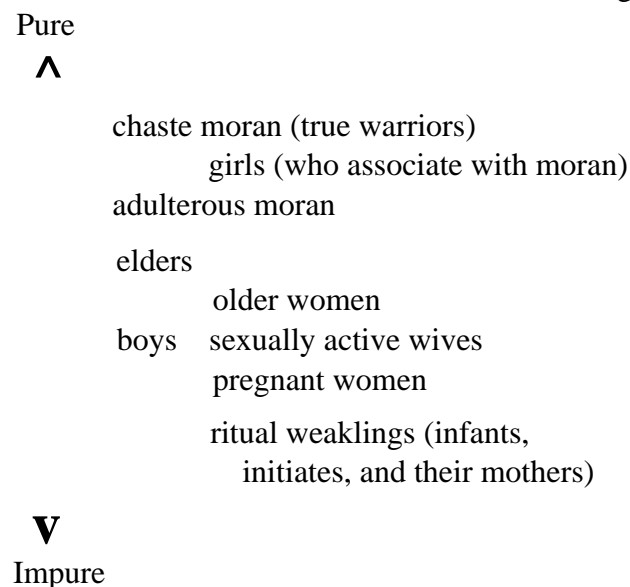 Pure
^
chaste moran (true warriors)
girls (who associate with moran)
adulterous moran
elders
older women
boys sexually active wives
pregnant women
ritual weaklings (infants,
initiates, and their mothers)
v
Impure